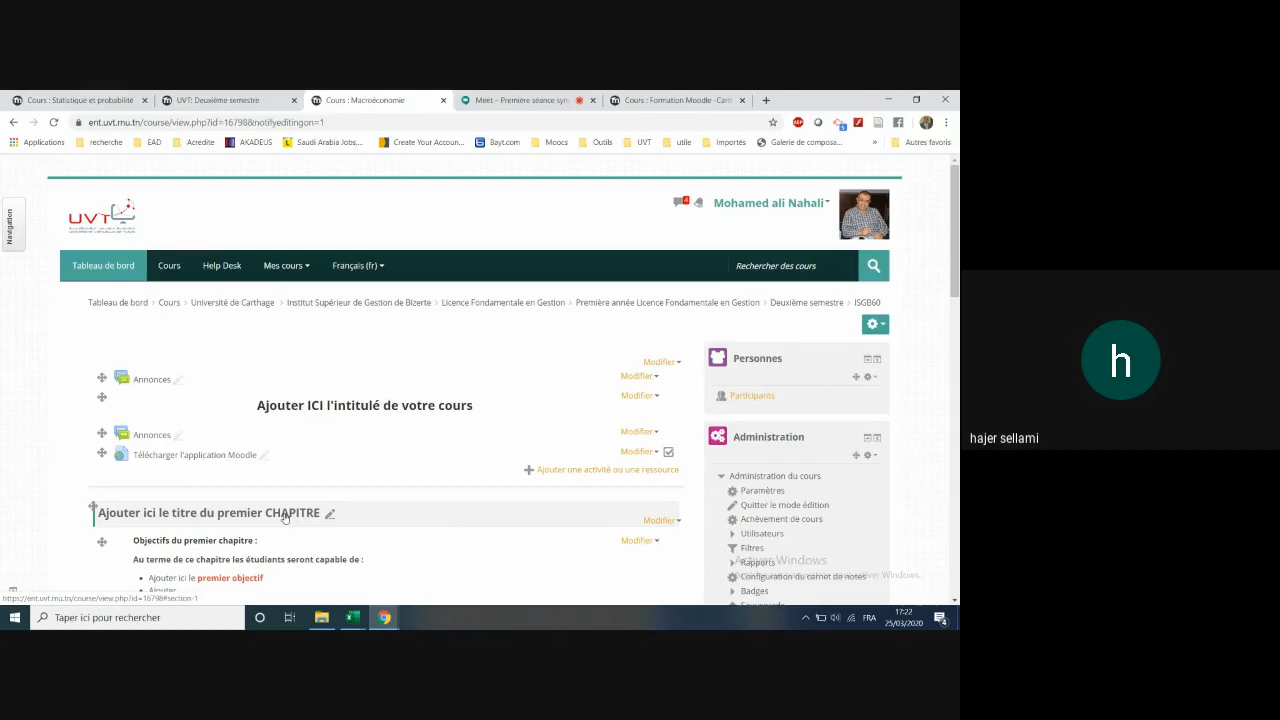 Cours : Statistique et probabilité
UVT: Deuxième semestre
Cours : Macroéconomie
Meet – Première séance syn
Cours : Formation Moodle -Cart
ent.uvt.rnu.tn/course/view.php?id=16798&notifyeditingon=1
Applications
recherche
EAD
Acredite
AKADEUS
Saudi Arabia Jobs,...
Create Your Accoun...
Bayt.com
Moocs
Outils
UVT
utile
Importés
Galerie de composa...
»
Autres favoris
Navigation
UVT
4
Mohamed ali Nahali
Tableau de bord
Cours
Help Desk
Mes cours
Français (fr)
Rechercher des cours
Tableau de bord > Cours > Université de Carthage > Institut Supérieur de Gestion de Bizerte > Licence Fondamentale en Gestion > Première année Licence Fondamentale en Gestion > Deuxième semestre > ISGB60
Modifier
Annonces
Modifier
Ajouter ICI l'intitulé de votre cours
Modifier
Annonces
Modifier
Télécharger l'application Moodle
Modifier
Ajouter une activité ou une ressource
Ajouter ici le titre du premier CHAPITRE
Modifier
Objectifs du premier chapitre :
Modifier
Au terme de ce chapitre les étudiants seront capable de :
Ajouter ici le premier objectif
Ajouter
Personnes
Participants
Administration
Administration du cours
Paramètres
Quitter le mode édition
Achèvement de cours
Utilisateurs
Filtres
Activer Windows
Rapports
Configuration du carnet de notes
activer Windows.
Badges
https://ent.uvt.rnu.tn/course/view.php?id=16798#section-1
Taper ici pour rechercher
FRA
17:22
25/03/2020
4
h
hajer sellami